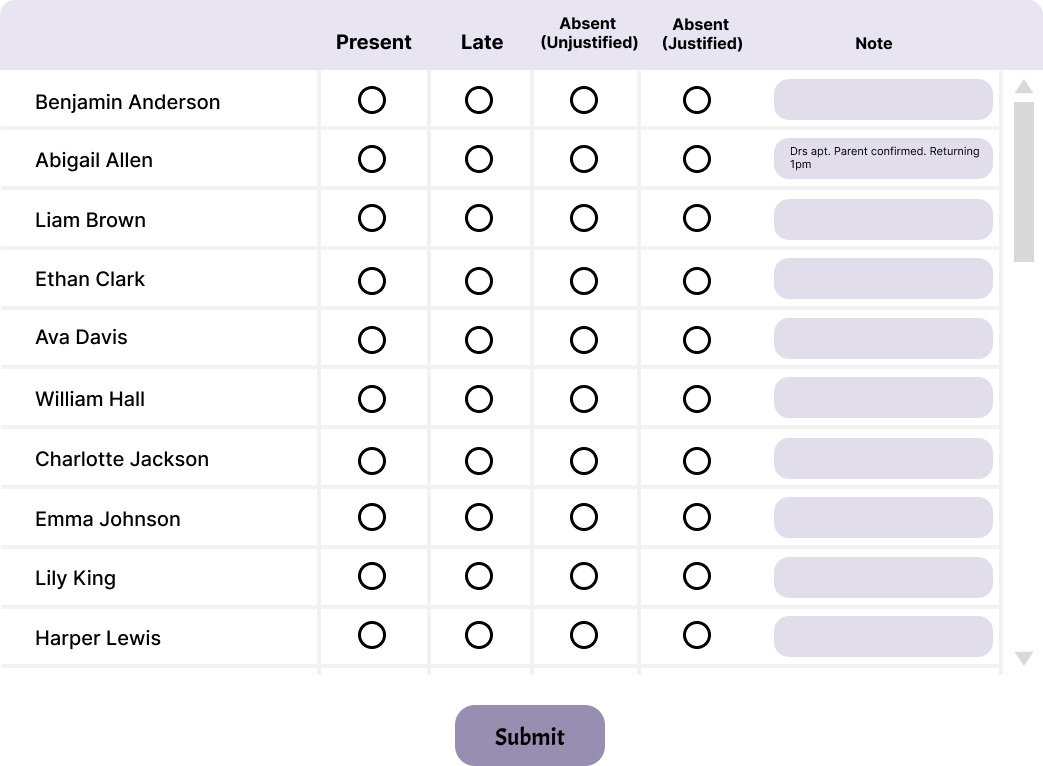 Present Late Absent (Unjustified) Absent (Justified) Note
Benjamin Anderson
Abigail Allen
Drs apt. Parent confirmed. Returning
1pm
Liam Brown
Ethan Clark
Ava Davis
William Hall
Charlotte Jackson
Emma Johnson
Lily King
Harper Lewis
Submit